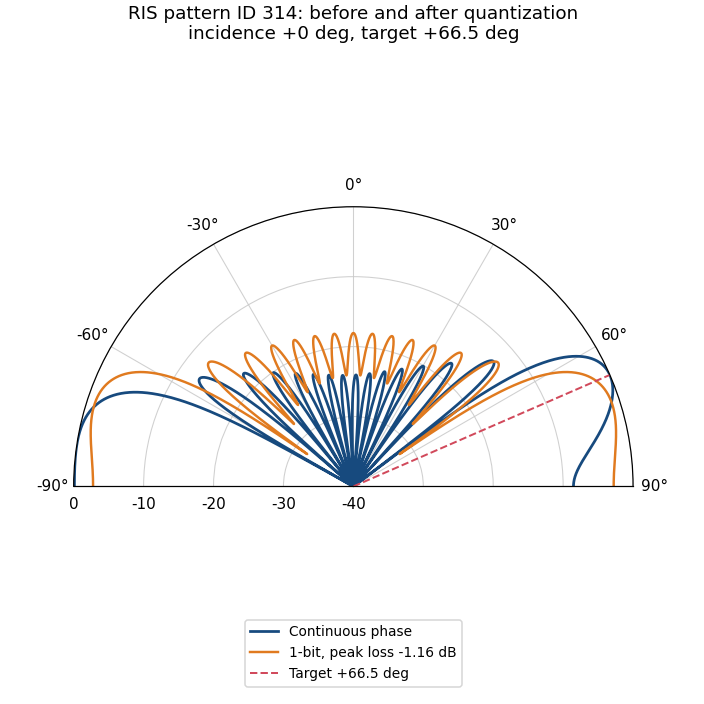 RIS pattern ID 314: before and after quantization
incidence +0 deg, target +66.5 deg
0°
-30°
30°
-60°
60°
-90°
90°
0
-10
-20
-30
-40
Continuous phase
1-bit, peak loss -1.16 dB
Target +66.5 deg